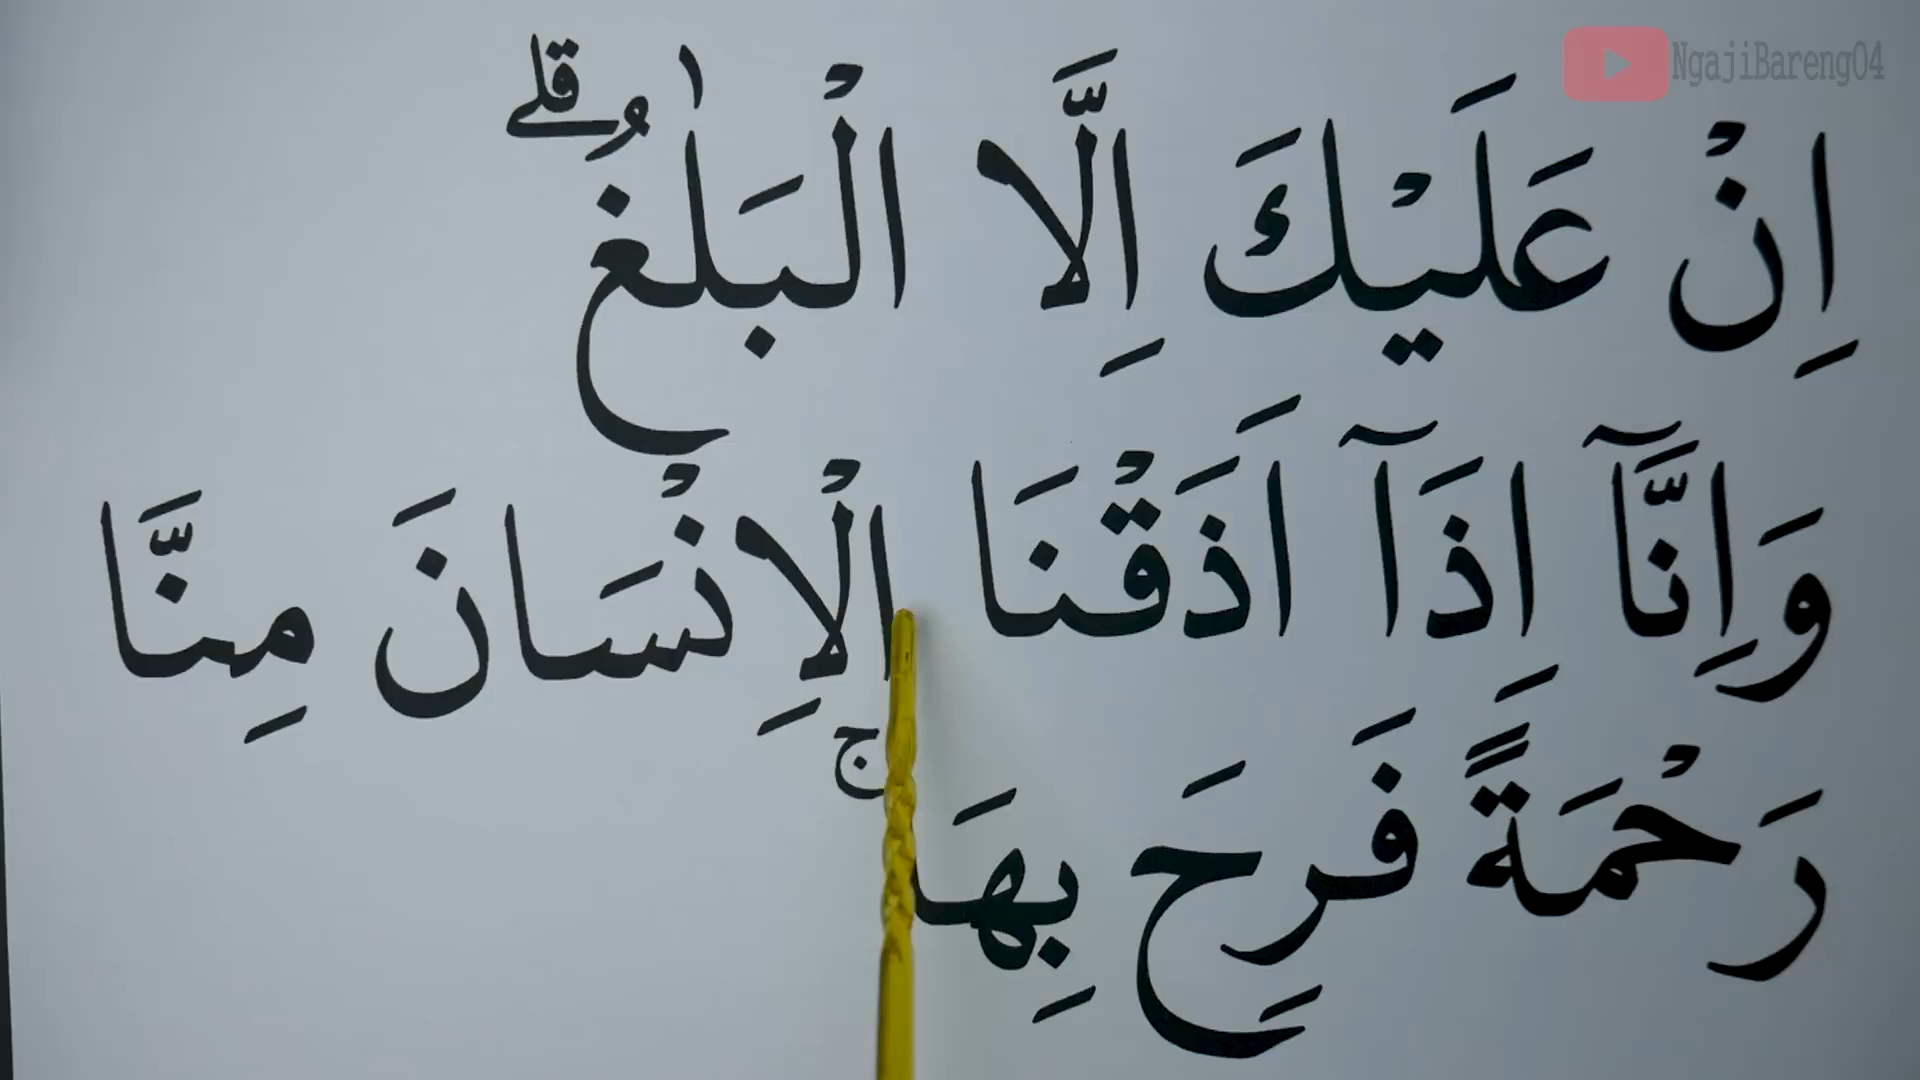 NgajiBareng04
اِنْ عَلَيْكَ اِلَّا الْبَلٰغُ ۗ
وَاِنَّآ اِذَآ اَذَقْنَا الْاِنْسَانَ مِنَّا
رَحْمَةً فَرِحَ بِهَا ۚ